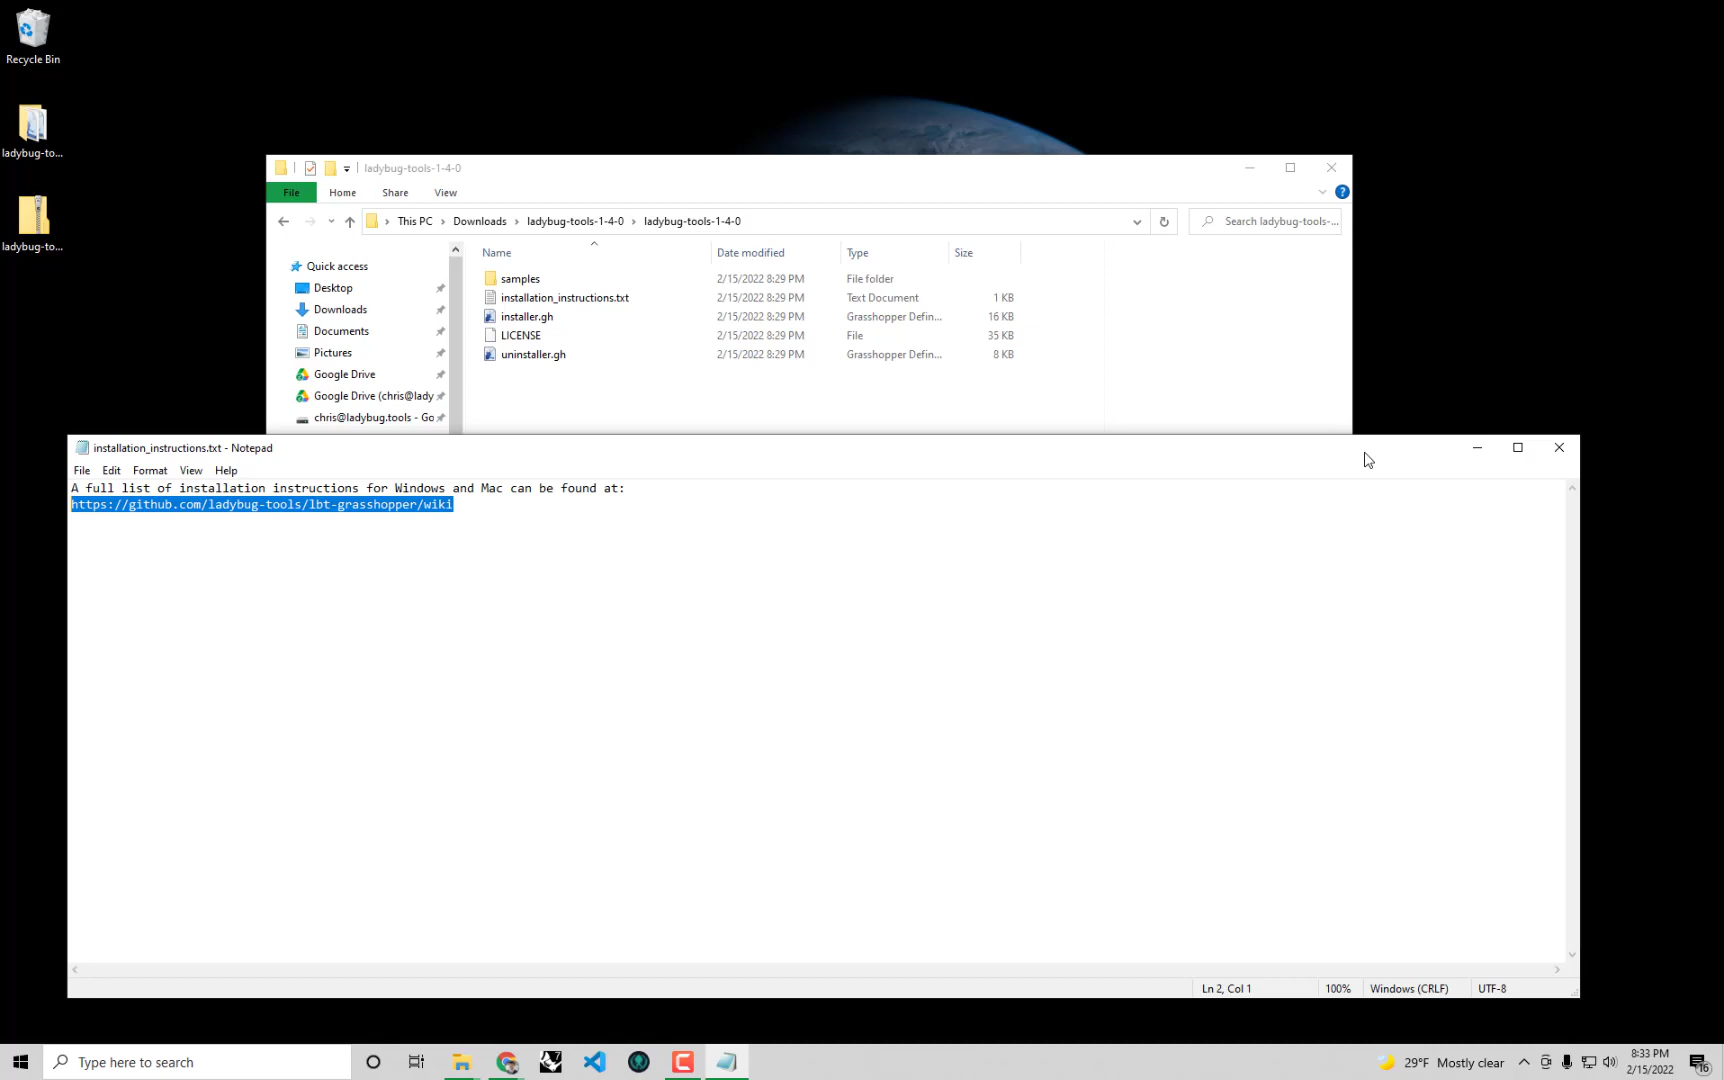 Recycle Bin
ladybug-to...
ladybug-to...
ladybug-tools-1-4-0
File Home Share View
This PC > Downloads > ladybug-tools-1-4-0 > ladybug-tools-1-4-0
Search ladybug-tools-...
Name Date modified Type Size
samples 2/15/2022 8:29 PM File folder
installation_instructions.txt 2/15/2022 8:29 PM Text Document 1 KB
installer.gh 2/15/2022 8:29 PM Grasshopper Defin... 16 KB
LICENSE 2/15/2022 8:29 PM File 35 KB
uninstaller.gh 2/15/2022 8:29 PM Grasshopper Defin... 8 KB
Quick access
Desktop
Downloads
Documents
Pictures
Google Drive
Google Drive (chris@lady
chris@ladybug.tools - Go
installation_instructions.txt - Notepad
File Edit Format View Help
A full list of installation instructions for Windows and Mac can be found at:
https://github.com/ladybug-tools/lbt-grasshopper/wiki
Ln 2, Col 1 100% Windows (CRLF) UTF-8
Type here to search
29°F Mostly clear
8:33 PM
2/15/2022
16